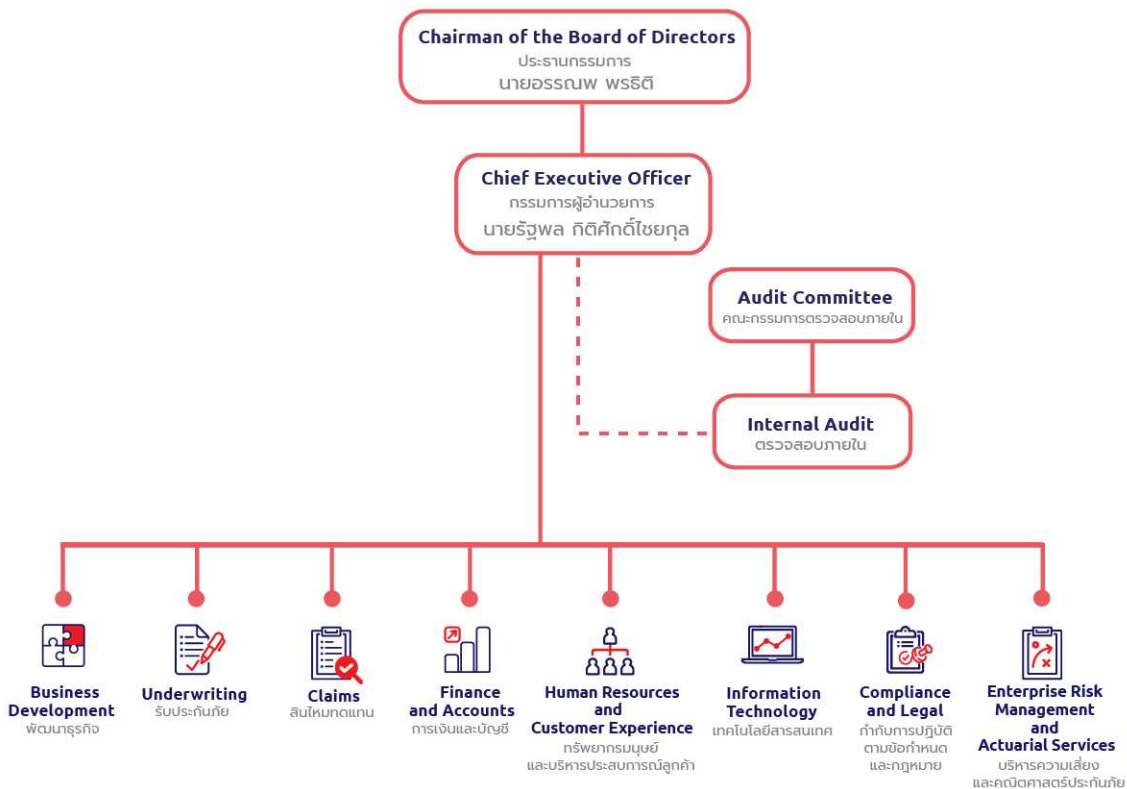 Chairman of the Board of Directors
ประธานกรรมการ
นายอรรณพ พรธิติ
Chief Executive Officer
กรรมการผู้อำนวยการ
นายรัฐพล กิติศักดิ์ไชยกุล
Audit Committee
คณะกรรมการตรวจสอบภายใน
Internal Audit
ตรวจสอบภายใน
Business
Development
พัฒนาธุรกิจ
Underwriting
รับประกันภัย
Claims
สินไหมทดแทน
Finance
and Accounts
การเงินและบัญชี
Human Resources
and
Customer Experience
ทรัพยากรมนุษย์
และบริหารประสบการณ์ลูกค้า
Information
Technology
เทคโนโลยีสารสนเทศ
Compliance
and Legal
กำกับการปฏิบัติ
ตามข้อกำหนด
และกฎหมาย
Enterprise Risk
Management
and
Actuarial Services
บริหารความเสี่ยง
และคณิตศาสตร์ประกันภัย